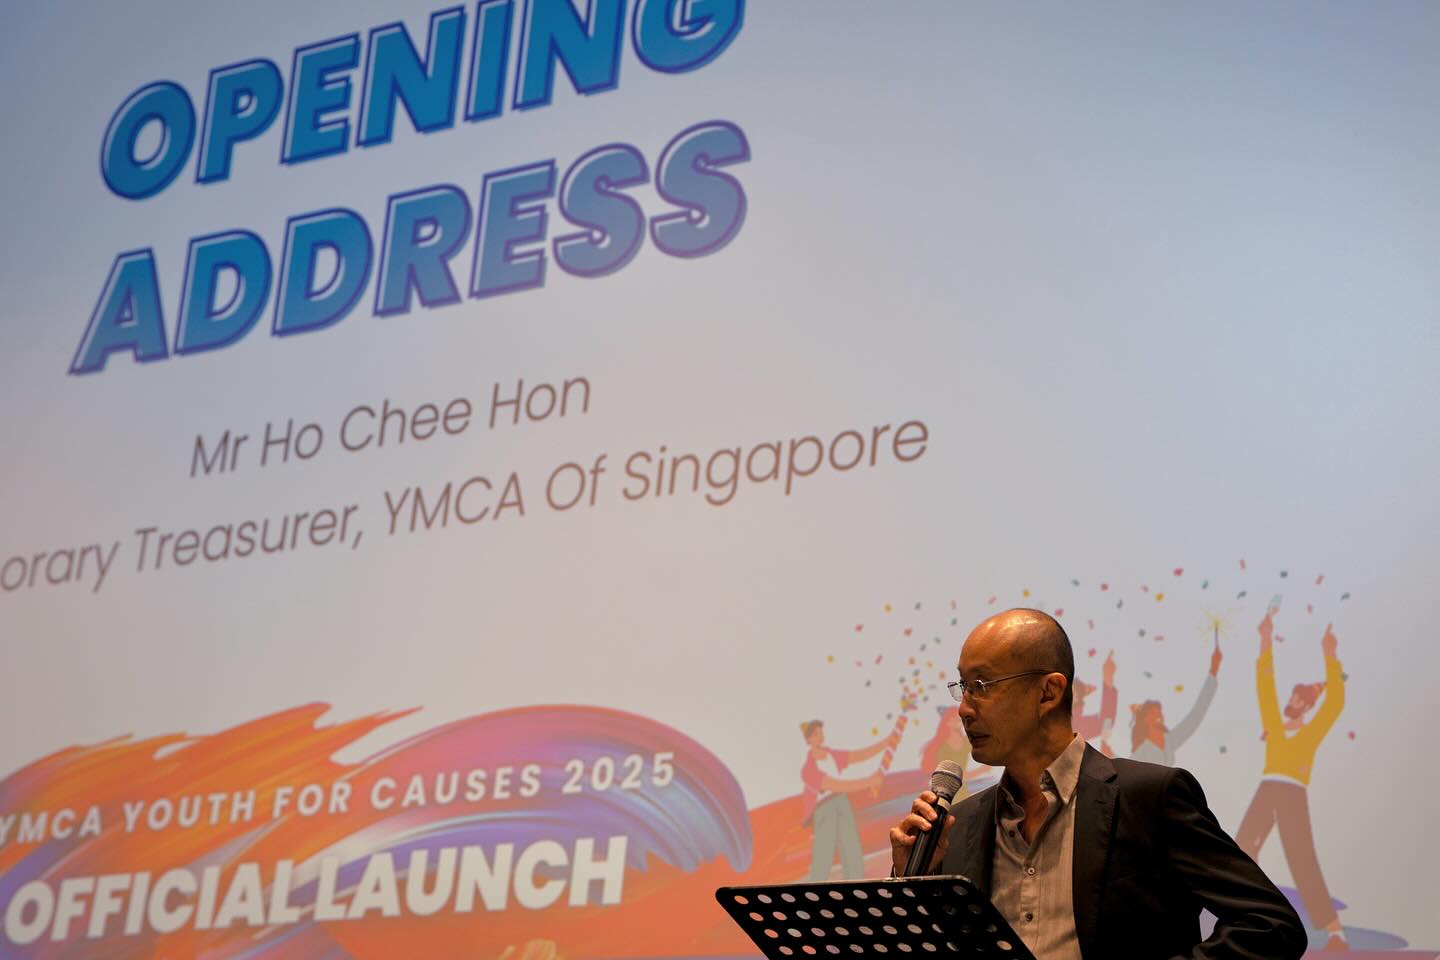 OPENING
ADDRESS
Mr Ho Chee Hon
orary Treasurer, YMCA Of Singapore
YMCA YOUTH FOR CAUSES 2025
OFFICIAL LAUNCH